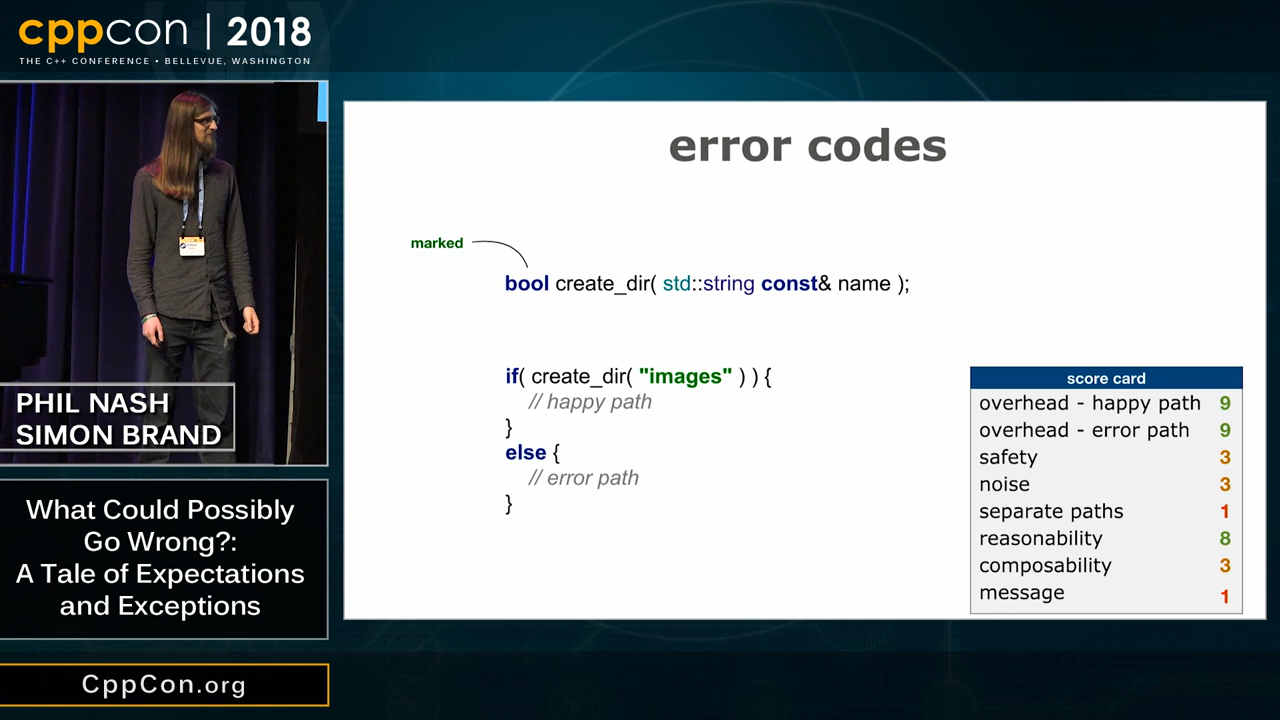 cppcon | 2018
THE C++ CONFERENCE • BELLEVUE, WASHINGTON
PHIL NASH
SIMON BRAND
What Could Possibly
Go Wrong?:
A Tale of Expectations
and Exceptions
CppCon.org
error codes
marked
bool create_dir( std::string const& name );
if( create_dir( "images" ) ) {
// happy path
}
else {
// error path
}
score card
overhead - happy path 9
overhead - error path 9
safety 3
noise 3
separate paths 1
reasonability 8
composability 3
message 1